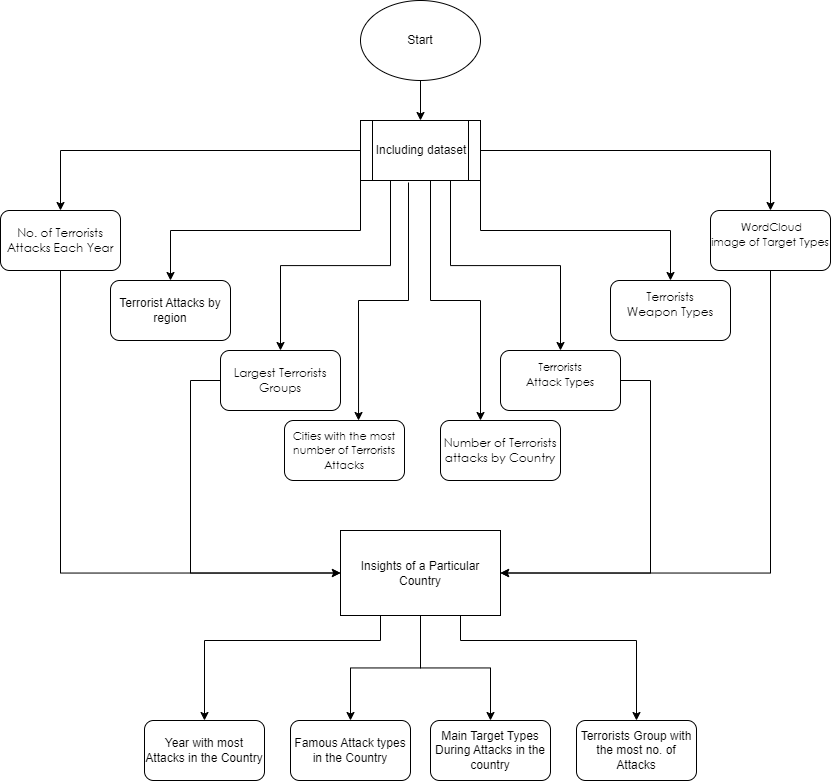 Start
Including dataset
No. of Terrorists
Attacks Each Year
WordCloud
image of Target Types
Terrorist Attacks by
region
Terrorists
Weapon Types
Largest Terrorists
Groups
Terrorists
Attack Types
Cities with the most
number of Terrorists
Attacks
Number of Terrorists
attacks by Country
Insights of a Particular
Country
Year with most
Attacks in the Country
Famous Attack types
in the Country
Main Target Types
During Attacks in the
country
Terrorists Group with
the most no. of
Attacks